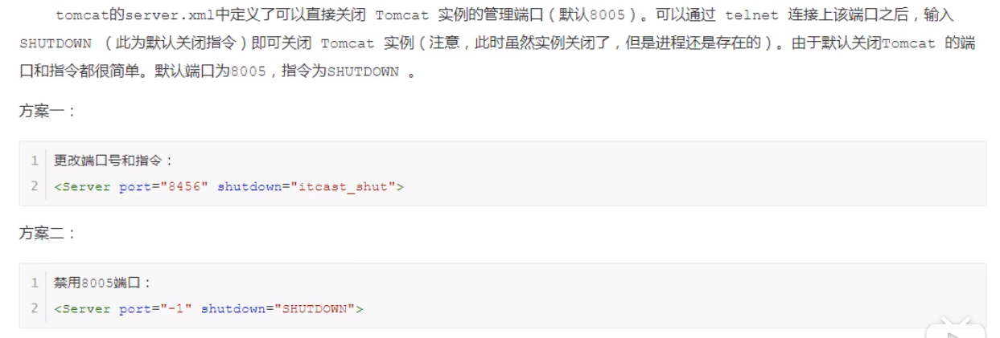 tomcat的server.xml中定义了可以直接关闭 Tomcat 实例的管理端口（默认8005）。可以通过 telnet 连接上该端口之后，输入
SHUTDOWN （此为默认关闭指令）即可关闭 Tomcat 实例（注意，此时虽然实例关闭了，但是进程还是存在的）。由于默认关闭Tomcat 的端
口和指令都很简单。默认端口为8005，指令为SHUTDOWN 。
方案一：
1 更改端口号和指令：
2 <Server port="8456" shutdown="itcast_shut">
方案二：
1 禁用8005端口：
2 <Server port="-1" shutdown="SHUTDOWN">